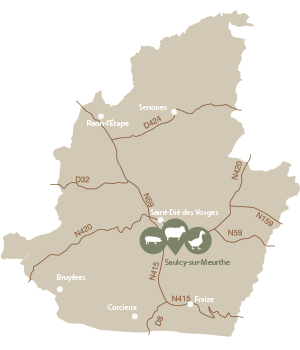 Senones
D424
Raon-l'Étape
D32
N59
N420
Saint-Dié des Vosges
N159
N420
N59
Saulcy-sur-Meurthe
N415
Bruyères
Corcieux
N415
Fraize
D8